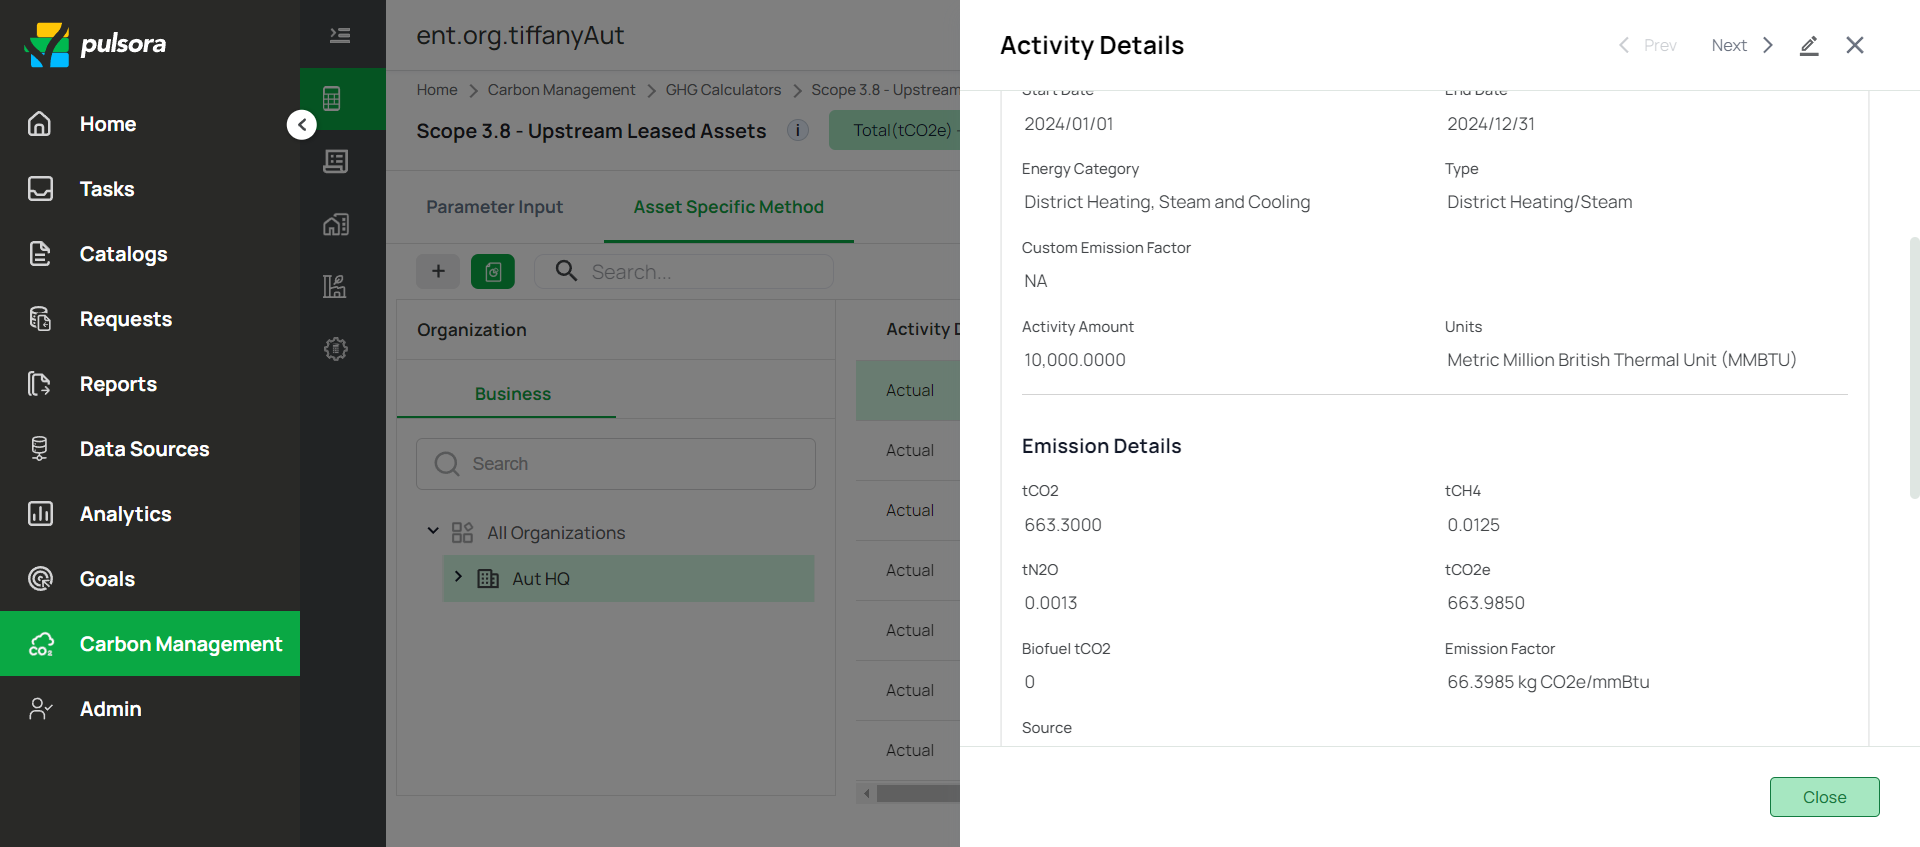 pulsora
Home
Tasks
Catalogs
Requests
Reports
Data Sources
Analytics
Goals
Carbon Management
Admin
ent.org.tiffanyAut
Home > Carbon Management > GHG Calculators > Scope 3.8 - Upstream
Scope 3.8 - Upstream Leased Assets i Total(tCO2e) -
Parameter Input Asset Specific Method
+ Search...
Organization
Business
Search
All Organizations
Aut HQ
Activity D
Actual
Actual
Actual
Actual
Actual
Actual
Actual
Activity Details
Prev Next
Start Date End Date
2024/01/01 2024/12/31
Energy Category Type
District Heating, Steam and Cooling District Heating/Steam
Custom Emission Factor
NA
Activity Amount Units
10,000.0000 Metric Million British Thermal Unit (MMBTU)
Emission Details
tCO2 tCH4
663.3000 0.0125
tN2O tCO2e
0.0013 663.9850
Biofuel tCO2 Emission Factor
0 66.3985 kg CO2e/mmBtu
Source
Close